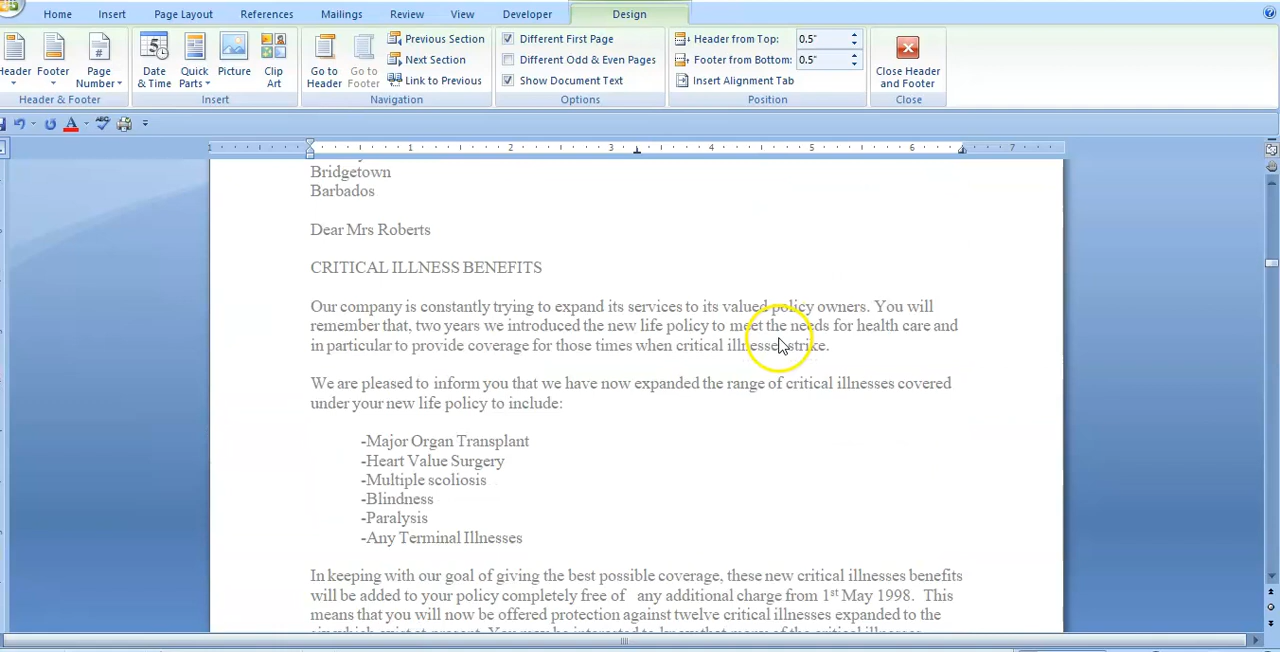 Home Insert Page Layout References Mailings Review View Developer Design
Header Footer Page Number
Header & Footer
Date & Time Quick Parts Picture Clip Art
Insert
Go to Header Go to Footer
Previous Section
Next Section
Link to Previous
Navigation
Different First Page
Different Odd & Even Pages
Show Document Text
Options
Header from Top: 0.5"
Footer from Bottom: 0.5"
Insert Alignment Tab
Position
Close Header and Footer
Close
1 1 2 3 4 5 6 7
Bridgetown
Barbados
Dear Mrs Roberts
CRITICAL ILLNESS BENEFITS
Our company is constantly trying to expand its services to its valued policy owners. You will
remember that, two years we introduced the new life policy to meet the needs for health care and
in particular to provide coverage for those times when critical illnesses strike.
We are pleased to inform you that we have now expanded the range of critical illnesses covered
under your new life policy to include:
-Major Organ Transplant
-Heart Value Surgery
-Multiple scoliosis
-Blindness
-Paralysis
-Any Terminal Illnesses
In keeping with our goal of giving the best possible coverage, these new critical illnesses benefits
will be added to your policy completely free of any additional charge from 1st May 1998. This
means that you will now be offered protection against twelve critical illnesses expanded to the